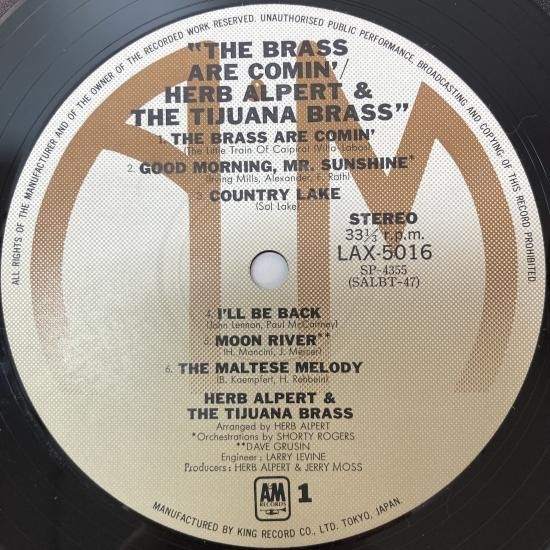 ALL RIGHTS OF THE MANUFACTURER AND OF THE OWNER OF THE RECORDED WORK RESERVED. UNAUTHORISED PUBLIC PERFORMANCE, BROADCASTING AND COPYING OF THIS RECORD PROHIBITED.
"THE BRASS
ARE COMIN'/
HERB ALPERT &
THE TIJUANA BRASS"
1. THE BRASS ARE COMIN'
(The Little Train Of Caipira) (Villa-Lobos)
2. GOOD MORNING, MR. SUNSHINE*
(Irving Mills, Alexander, F. Rath)
3. COUNTRY LAKE
(Sol Lake)
STEREO
33⅓ r.p.m.
LAX-5016
SP-4355
(SALBT-47)
4. I'LL BE BACK
(John Lennon, Paul McCartney)
5. MOON RIVER**
(H. Mancini, J. Mercer)
6. THE MALTESE MELODY
(B. Kaempfert, H. Rehbein)
HERB ALPERT &
THE TIJUANA BRASS
Arranged by HERB ALPERT
*Orchestrations by SHORTY ROGERS
**DAVE GRUSIN
Engineer: LARRY LEVINE
Producers: HERB ALPERT & JERRY MOSS
A&M RECORDS 1
MANUFACTURED BY KING RECORD CO., LTD. TOKYO, JAPAN.